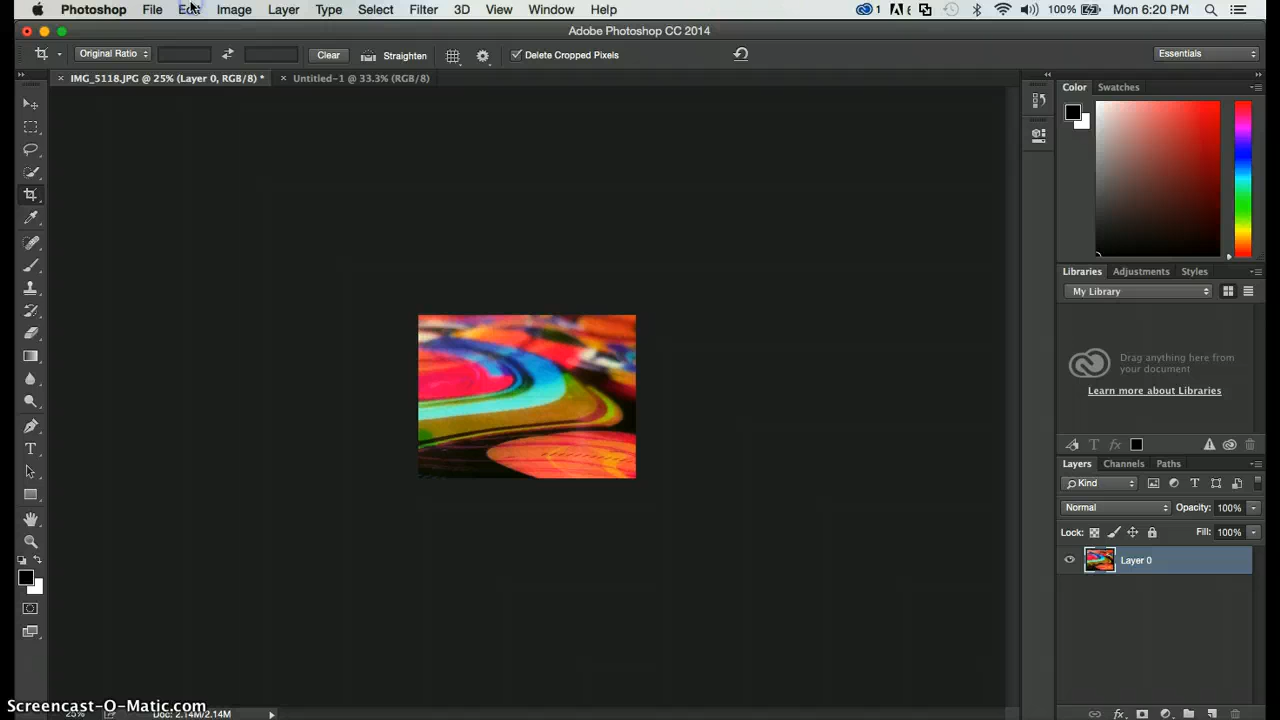 Photoshop File Edit Image Layer Type Select Filter 3D View Window Help 1 6 100% Mon 6:20 PM
Adobe Photoshop CC 2014
Original Ratio Clear Straighten Delete Cropped Pixels Essentials
IMG_5118.JPG @ 25% (Layer 0, RGB/8) * Untitled-1 @ 33.3% (RGB/8)
Color Swatches
Libraries Adjustments Styles
My Library
Drag anything here from
your document
Learn more about Libraries
T fx
Layers Channels Paths
Kind T
Normal Opacity: 100%
Lock: Fill: 100%
Layer 0
Screencast-O-Matic.com
25% Doc: 2.14M/2.14M fx